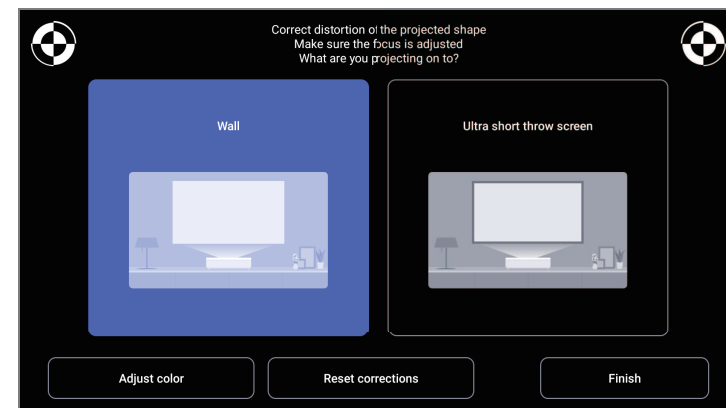 Correct distortion of the projected shape
Make sure the focus is adjusted
What are you projecting on to?
Wall
Ultra short throw screen
Adjust color
Reset corrections
Finish